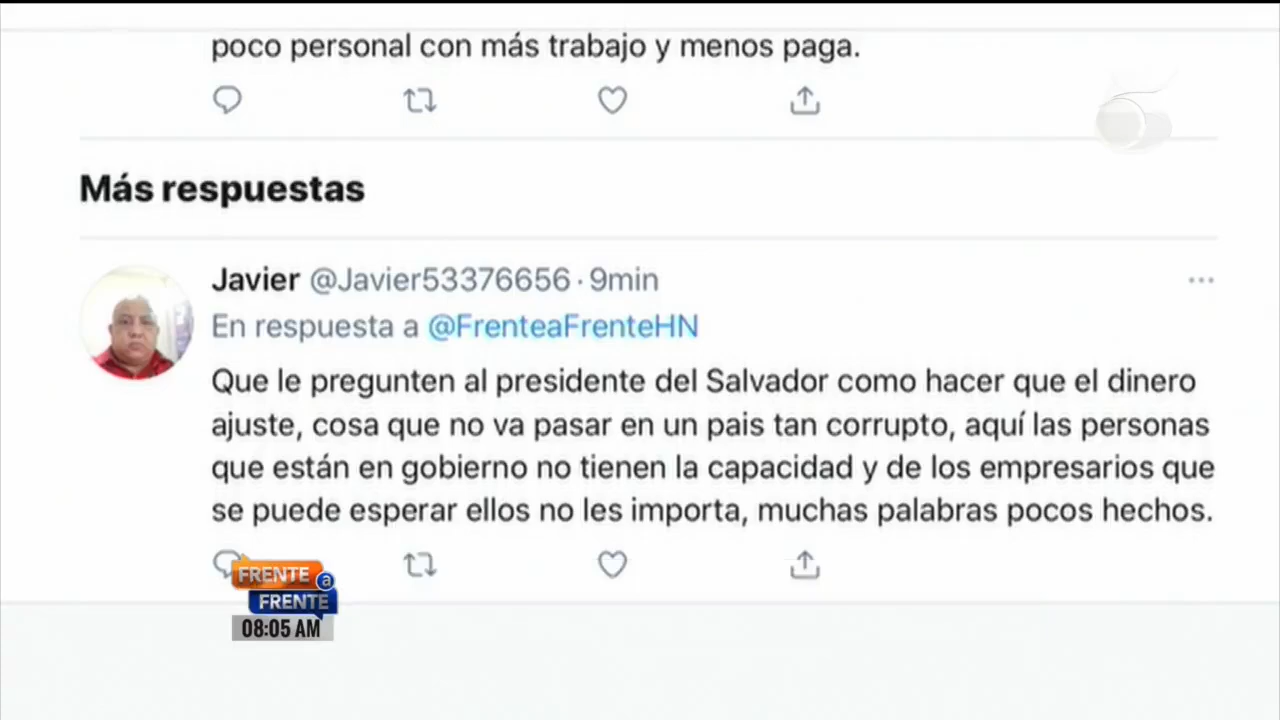 poco personal con más trabajo y menos paga.
Más respuestas
Javier @Javier53376656 · 9min
En respuesta a @FrenteaFrenteHN
Que le pregunten al presidente del Salvador como hacer que el dinero
ajuste, cosa que no va pasar en un pais tan corrupto, aquí las personas
que están en gobierno no tienen la capacidad y de los empresarios que
se puede esperar ellos no les importa, muchas palabras pocos hechos.
FRENTE a
FRENTE
08:05 AM
5